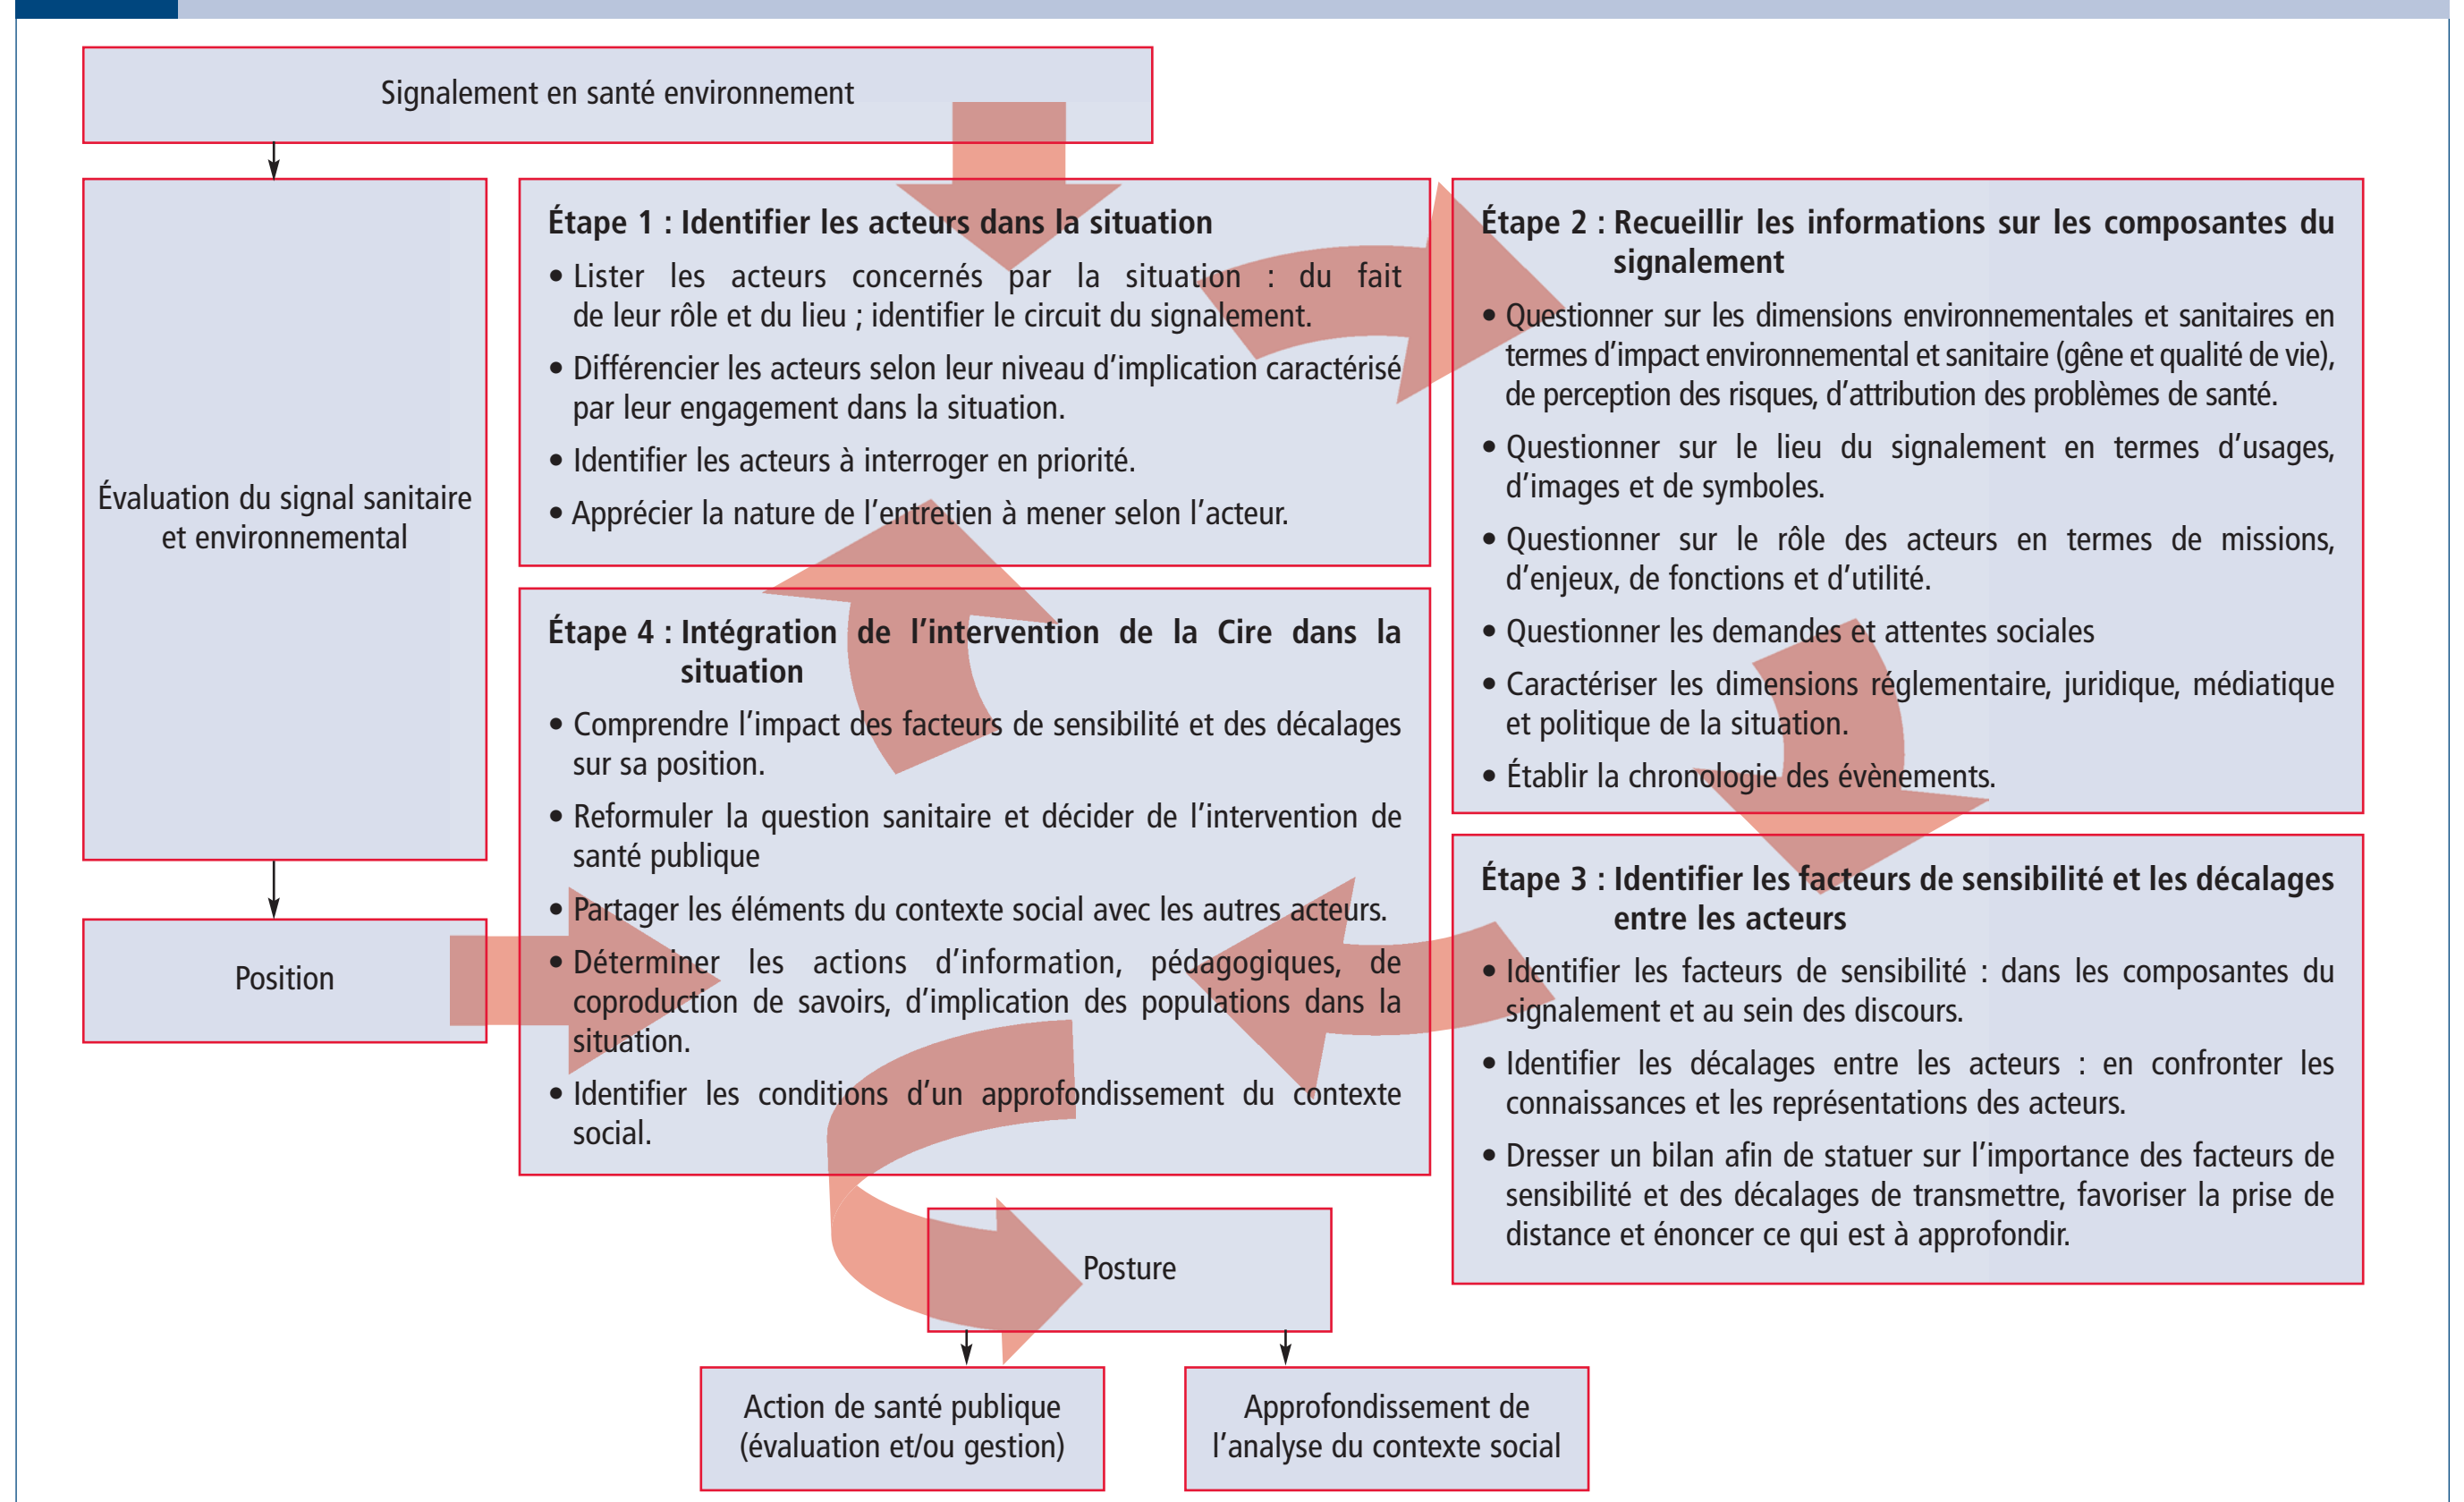 Signalement en santé environnement
Évaluation du signal sanitaire
et environnemental
Position
Étape 1 : Identifier les acteurs dans la situation
• Lister les acteurs concernés par la situation : du fait
de leur rôle et du lieu ; identifier le circuit du signalement.
• Différencier les acteurs selon leur niveau d’implication caractérisé
par leur engagement dans la situation.
• Identifier les acteurs à interroger en priorité.
• Apprécier la nature de l’entretien à mener selon l’acteur.
Étape 2 : Recueillir les informations sur les composantes du
signalement
• Questionner sur les dimensions environnementales et sanitaires en
termes d’impact environnemental et sanitaire (gêne et qualité de vie),
de perception des risques, d’attribution des problèmes de santé.
• Questionner sur le lieu du signalement en termes d’usages,
d’images et de symboles.
• Questionner sur le rôle des acteurs en termes de missions,
d’enjeux, de fonctions et d’utilité.
• Questionner les demandes et attentes sociales
• Caractériser les dimensions réglementaire, juridique, médiatique
et politique de la situation.
• Établir la chronologie des évènements.
Étape 3 : Identifier les facteurs de sensibilité et les décalages
entre les acteurs
• Identifier les facteurs de sensibilité : dans les composantes du
signalement et au sein des discours.
• Identifier les décalages entre les acteurs : en confronter les
connaissances et les représentations des acteurs.
• Dresser un bilan afin de statuer sur l’importance des facteurs de
sensibilité et des décalages de transmettre, favoriser la prise de
distance et énoncer ce qui est à approfondir.
Étape 4 : Intégration de l’intervention de la Cire dans la
situation
• Comprendre l’impact des facteurs de sensibilité et des décalages
sur sa position.
• Reformuler la question sanitaire et décider de l’intervention de
santé publique
• Partager les éléments du contexte social avec les autres acteurs.
• Déterminer les actions d’information, pédagogiques, de
coproduction de savoirs, d’implication des populations dans la
situation.
• Identifier les conditions d’un approfondissement du contexte
social.
Posture
Action de santé publique
(évaluation et/ou gestion)
Approfondissement de
l’analyse du contexte social